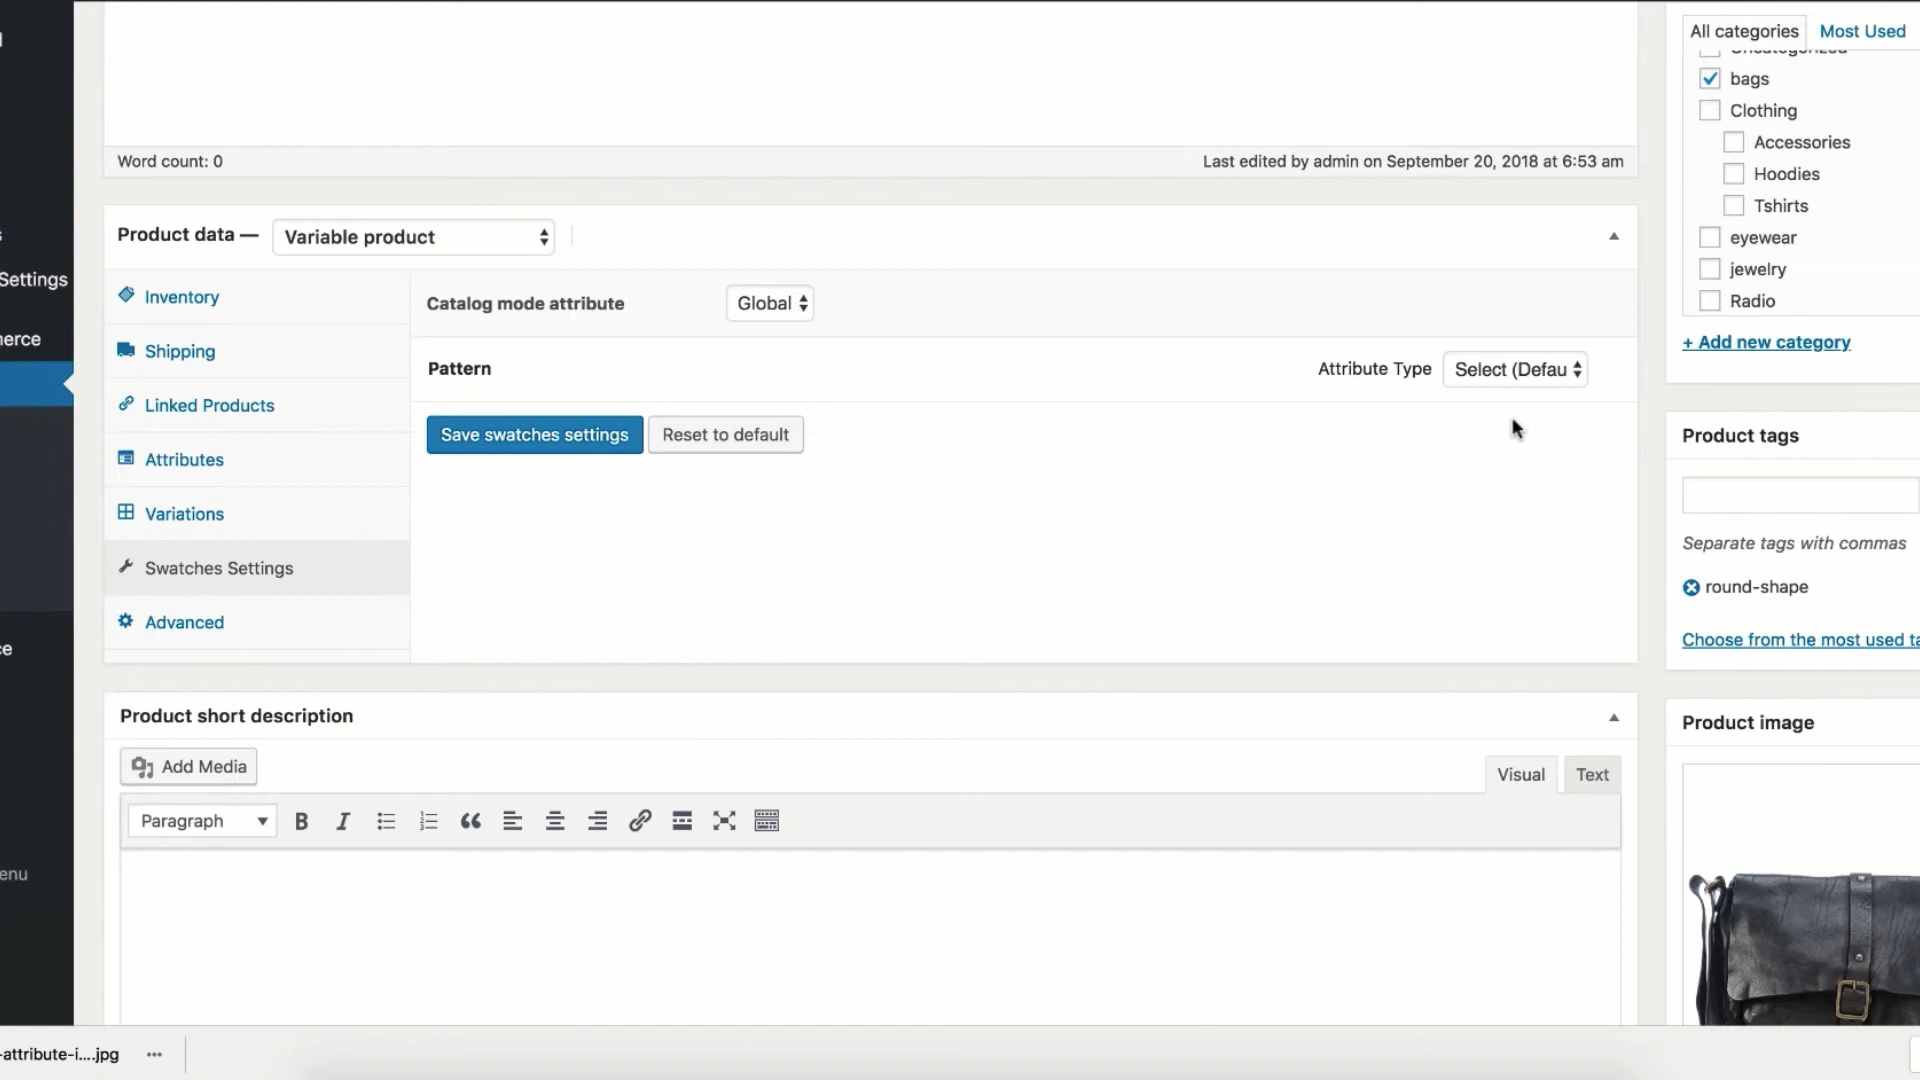 All categories
Most Used
Uncategorized
bags
Clothing
Accessories
Hoodies
Tshirts
eyewear
jewelry
Radio
+ Add new category
Word count: 0
Last edited by admin on September 20, 2018 at 6:53 am
Settings
erce
Product data —
Variable product
Inventory
Shipping
Linked Products
Attributes
Variations
Swatches Settings
Advanced
Catalog mode attribute
Global
Pattern
Attribute Type
Select (Defau
Save swatches settings
Reset to default
Product tags
Separate tags with commas
round-shape
Choose from the most used ta
ce
enu
Product short description
Add Media
Visual
Text
Paragraph
Product image
-attribute-i....jpg